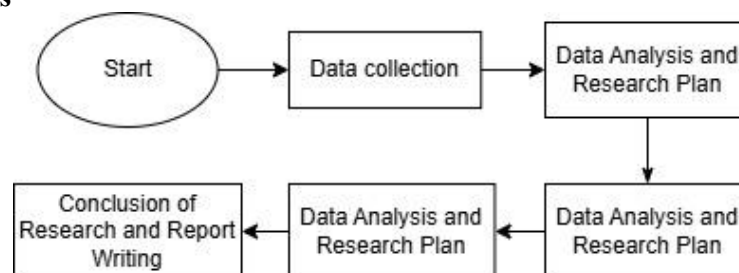 s
Start
Data collection
Data Analysis and
Research Plan
Data Analysis and
Research Plan
Data Analysis and
Research Plan
Conclusion of
Research and Report
Writing